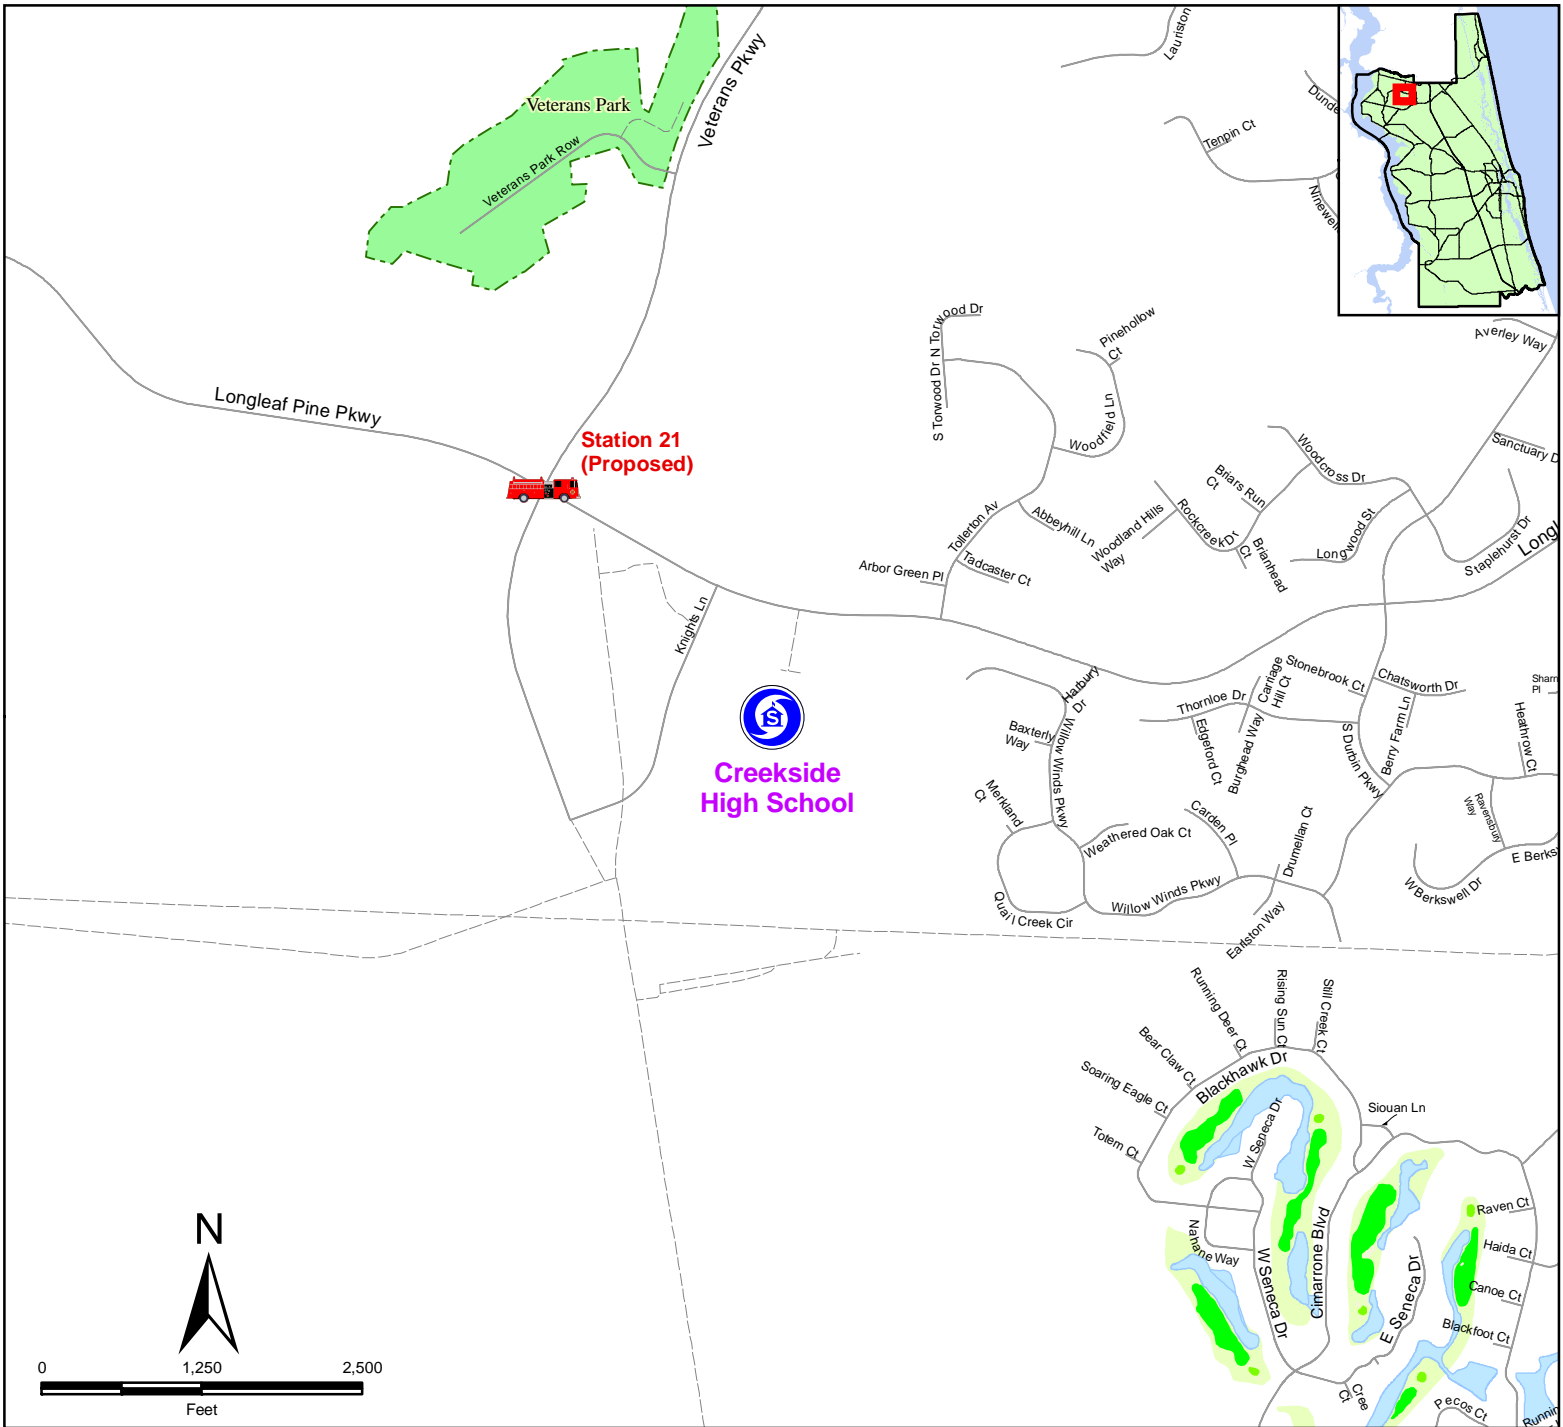 Lauriston
Veterans Pkwy
Veterans Park
Veterans Park Row
Tenpin Ct
Longleaf Pine Pkwy
Station 21
(Proposed)
N Torwood Dr
S Torwood Dr
Pinehollow
Ct
Woodfield Ln
Averley Way
Woodcross Dr
Briars Run
Ct
Rockcreek Dr
Longwood St
Brianhead
Ct
Staplehurst Dr
Tollerton Av
Abbeyhill Ln
Woodland Hills
Way
Arbor Green Pl
Tadcaster Ct
Knights Ln
S
Creekside
High School
Harbury
Dr
Baxterly
Way
Willow Winds Pkwy
Merkland
Ct
Weathered Oak Ct
Quail Creek Cir
Willow Winds Pkwy
Thornloe Dr
Carriage
Hill Ct
Stonebrook Ct
Chatsworth Dr
Edgeford Ct
Burghead Way
S Durbin Pkwy
Berry Farm Ln
Heathrow Ct
Ravensbury
Way
Carden Pl
Drumellan Ct
Earlston Way
W Berkswell Dr
Running Deer Ct
Rising Sun Ct
Still Creek Ct
Bear Claw Ct
Soaring Eagle Ct
Totem Ct
Blackhawk Dr
W Seneca Dr
Siouan Ln
Nanane Way
W Seneca Dr
Cimarrone Blvd
E Seneca Dr
Raven Ct
Haida Ct
Canoe Ct
Blackfoot Ct
Cree
Ct
Pecos Ct
N
0 1,250 2,500
Feet